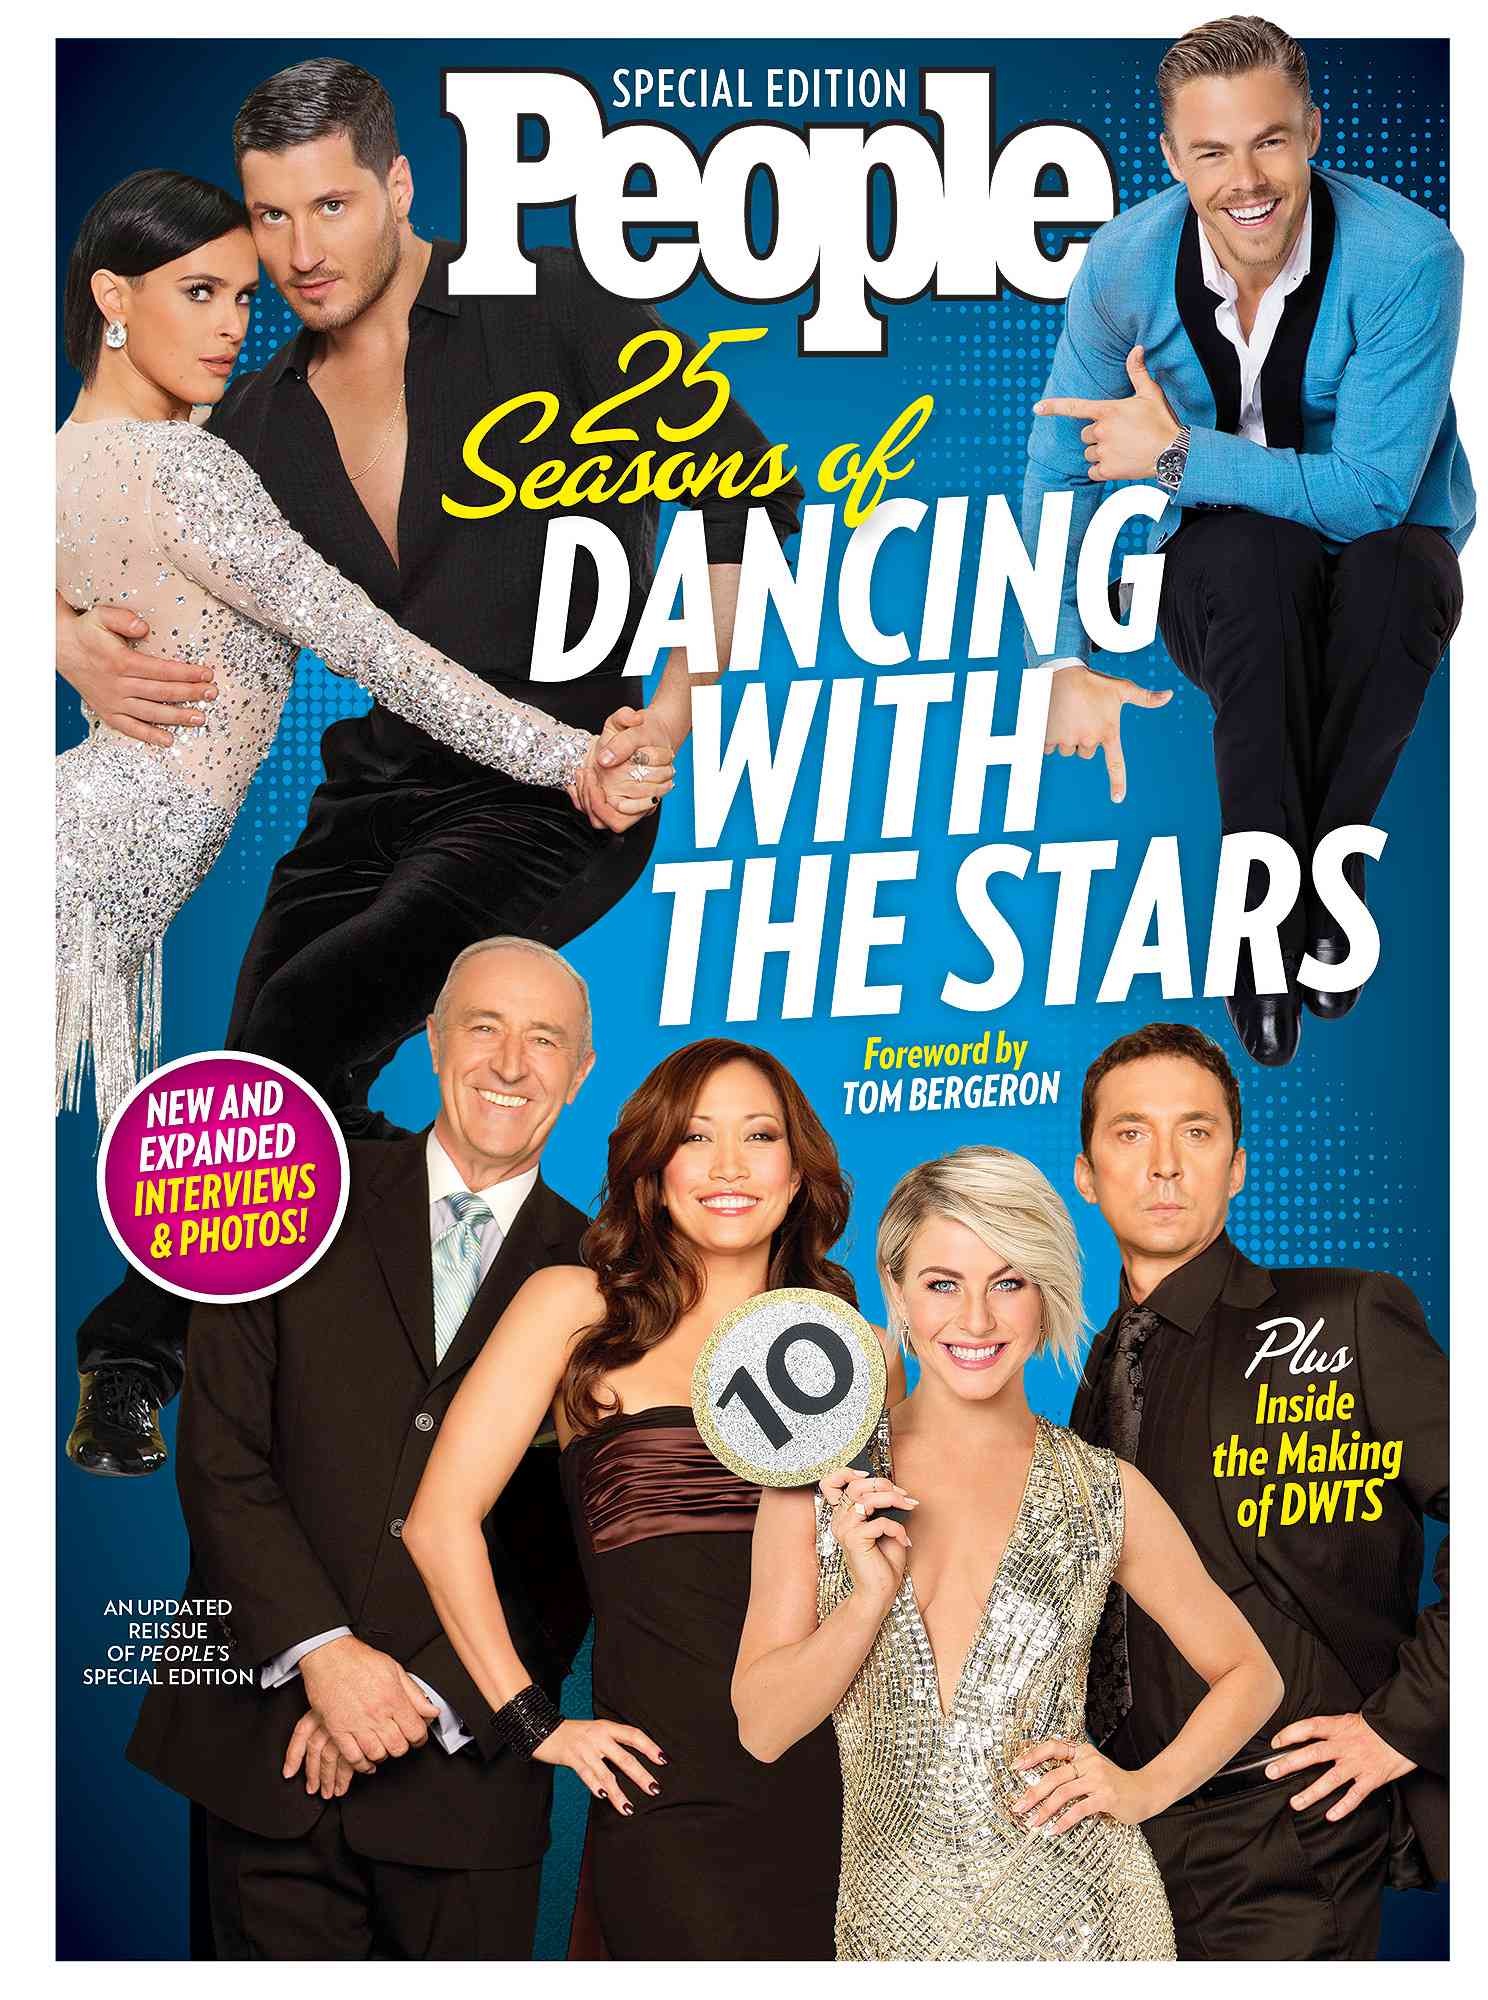 SPECIAL EDITION
People
25
Seasons of
DANCING
WITH
THE STARS
Foreword by
TOM BERGERON
NEW AND
EXPANDED
INTERVIEWS
& PHOTOS!
10
Plus
Inside
the Making
of DWTS
AN UPDATED
REISSUE
OF PEOPLE'S
SPECIAL EDITION